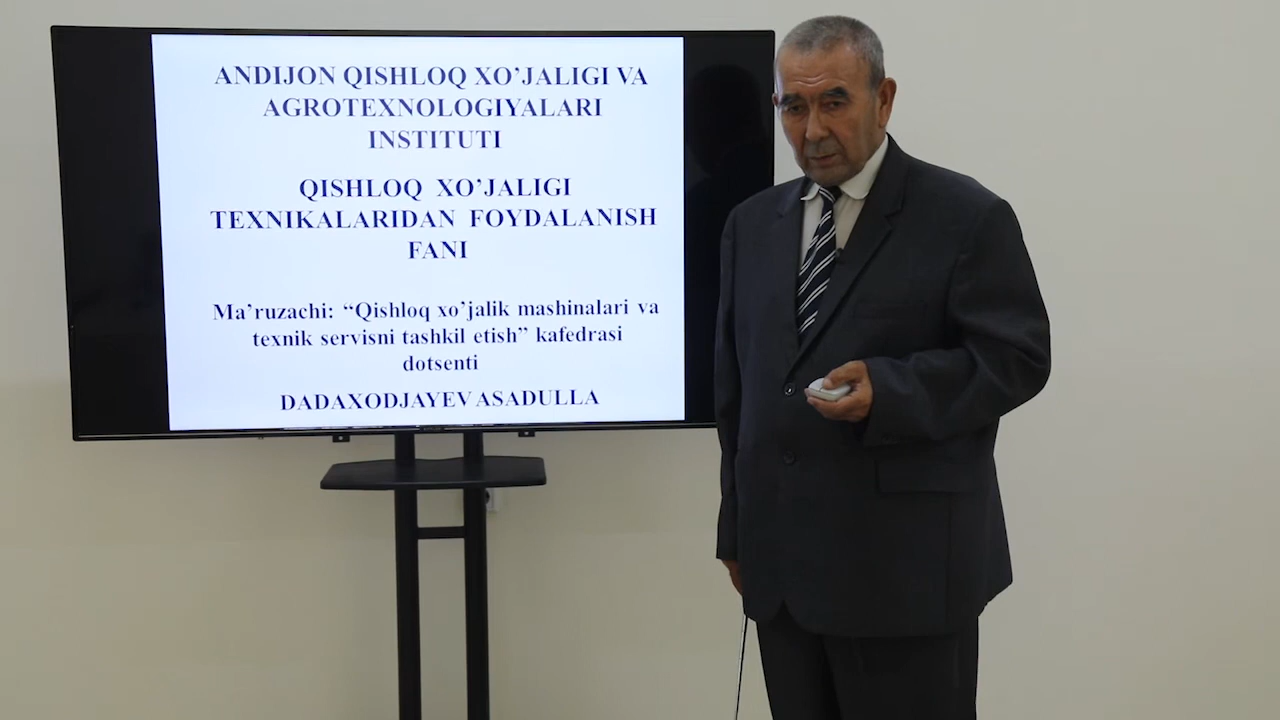 ANDIJON QISHLOQ XO’JALIGI VA
AGROTEXNOLOGIYALARI
INSTITUTI
QISHLOQ XO’JALIGI
TEXNIKALARIDAN FOYDALANISH
FANI
Ma’ruzachi: “Qishloq xo’jalik mashinalari va
texnik servisni tashkil etish” kafedrasi
dotsenti
DADAXODJAYEV ASADULLA